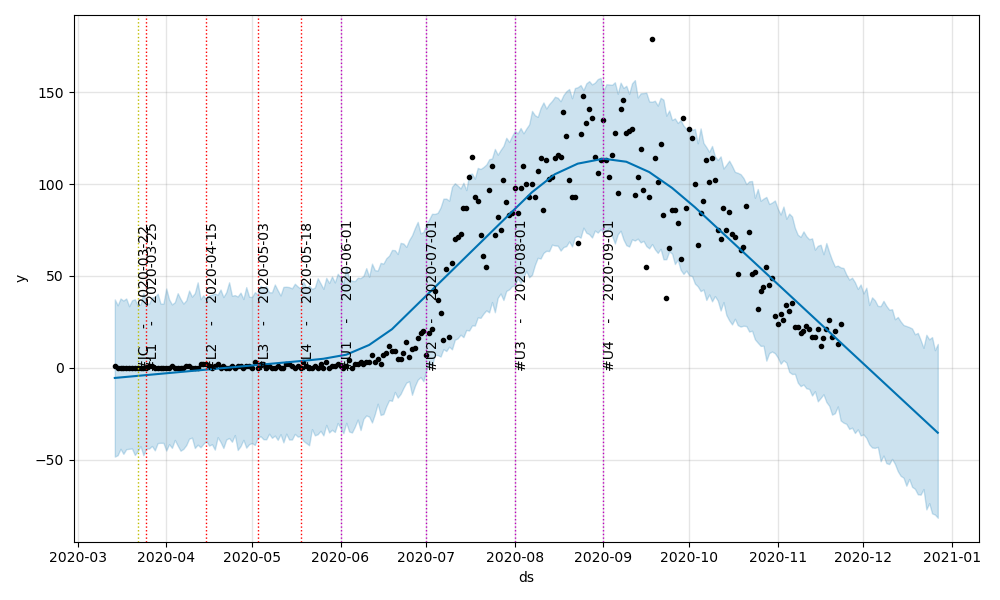 150
100
50
0
−50
y
#JC - 2020-03-22
#L1 - 2020-03-25
#L2 - 2020-04-15
#L3 - 2020-05-03
#L4 - 2020-05-18
#U1 - 2020-06-01
#U2 - 2020-07-01
#U3 - 2020-08-01
#U4 - 2020-09-01
2020-03
2020-04
2020-05
2020-06
2020-07
2020-08
2020-09
2020-10
2020-11
2020-12
2021-01
ds